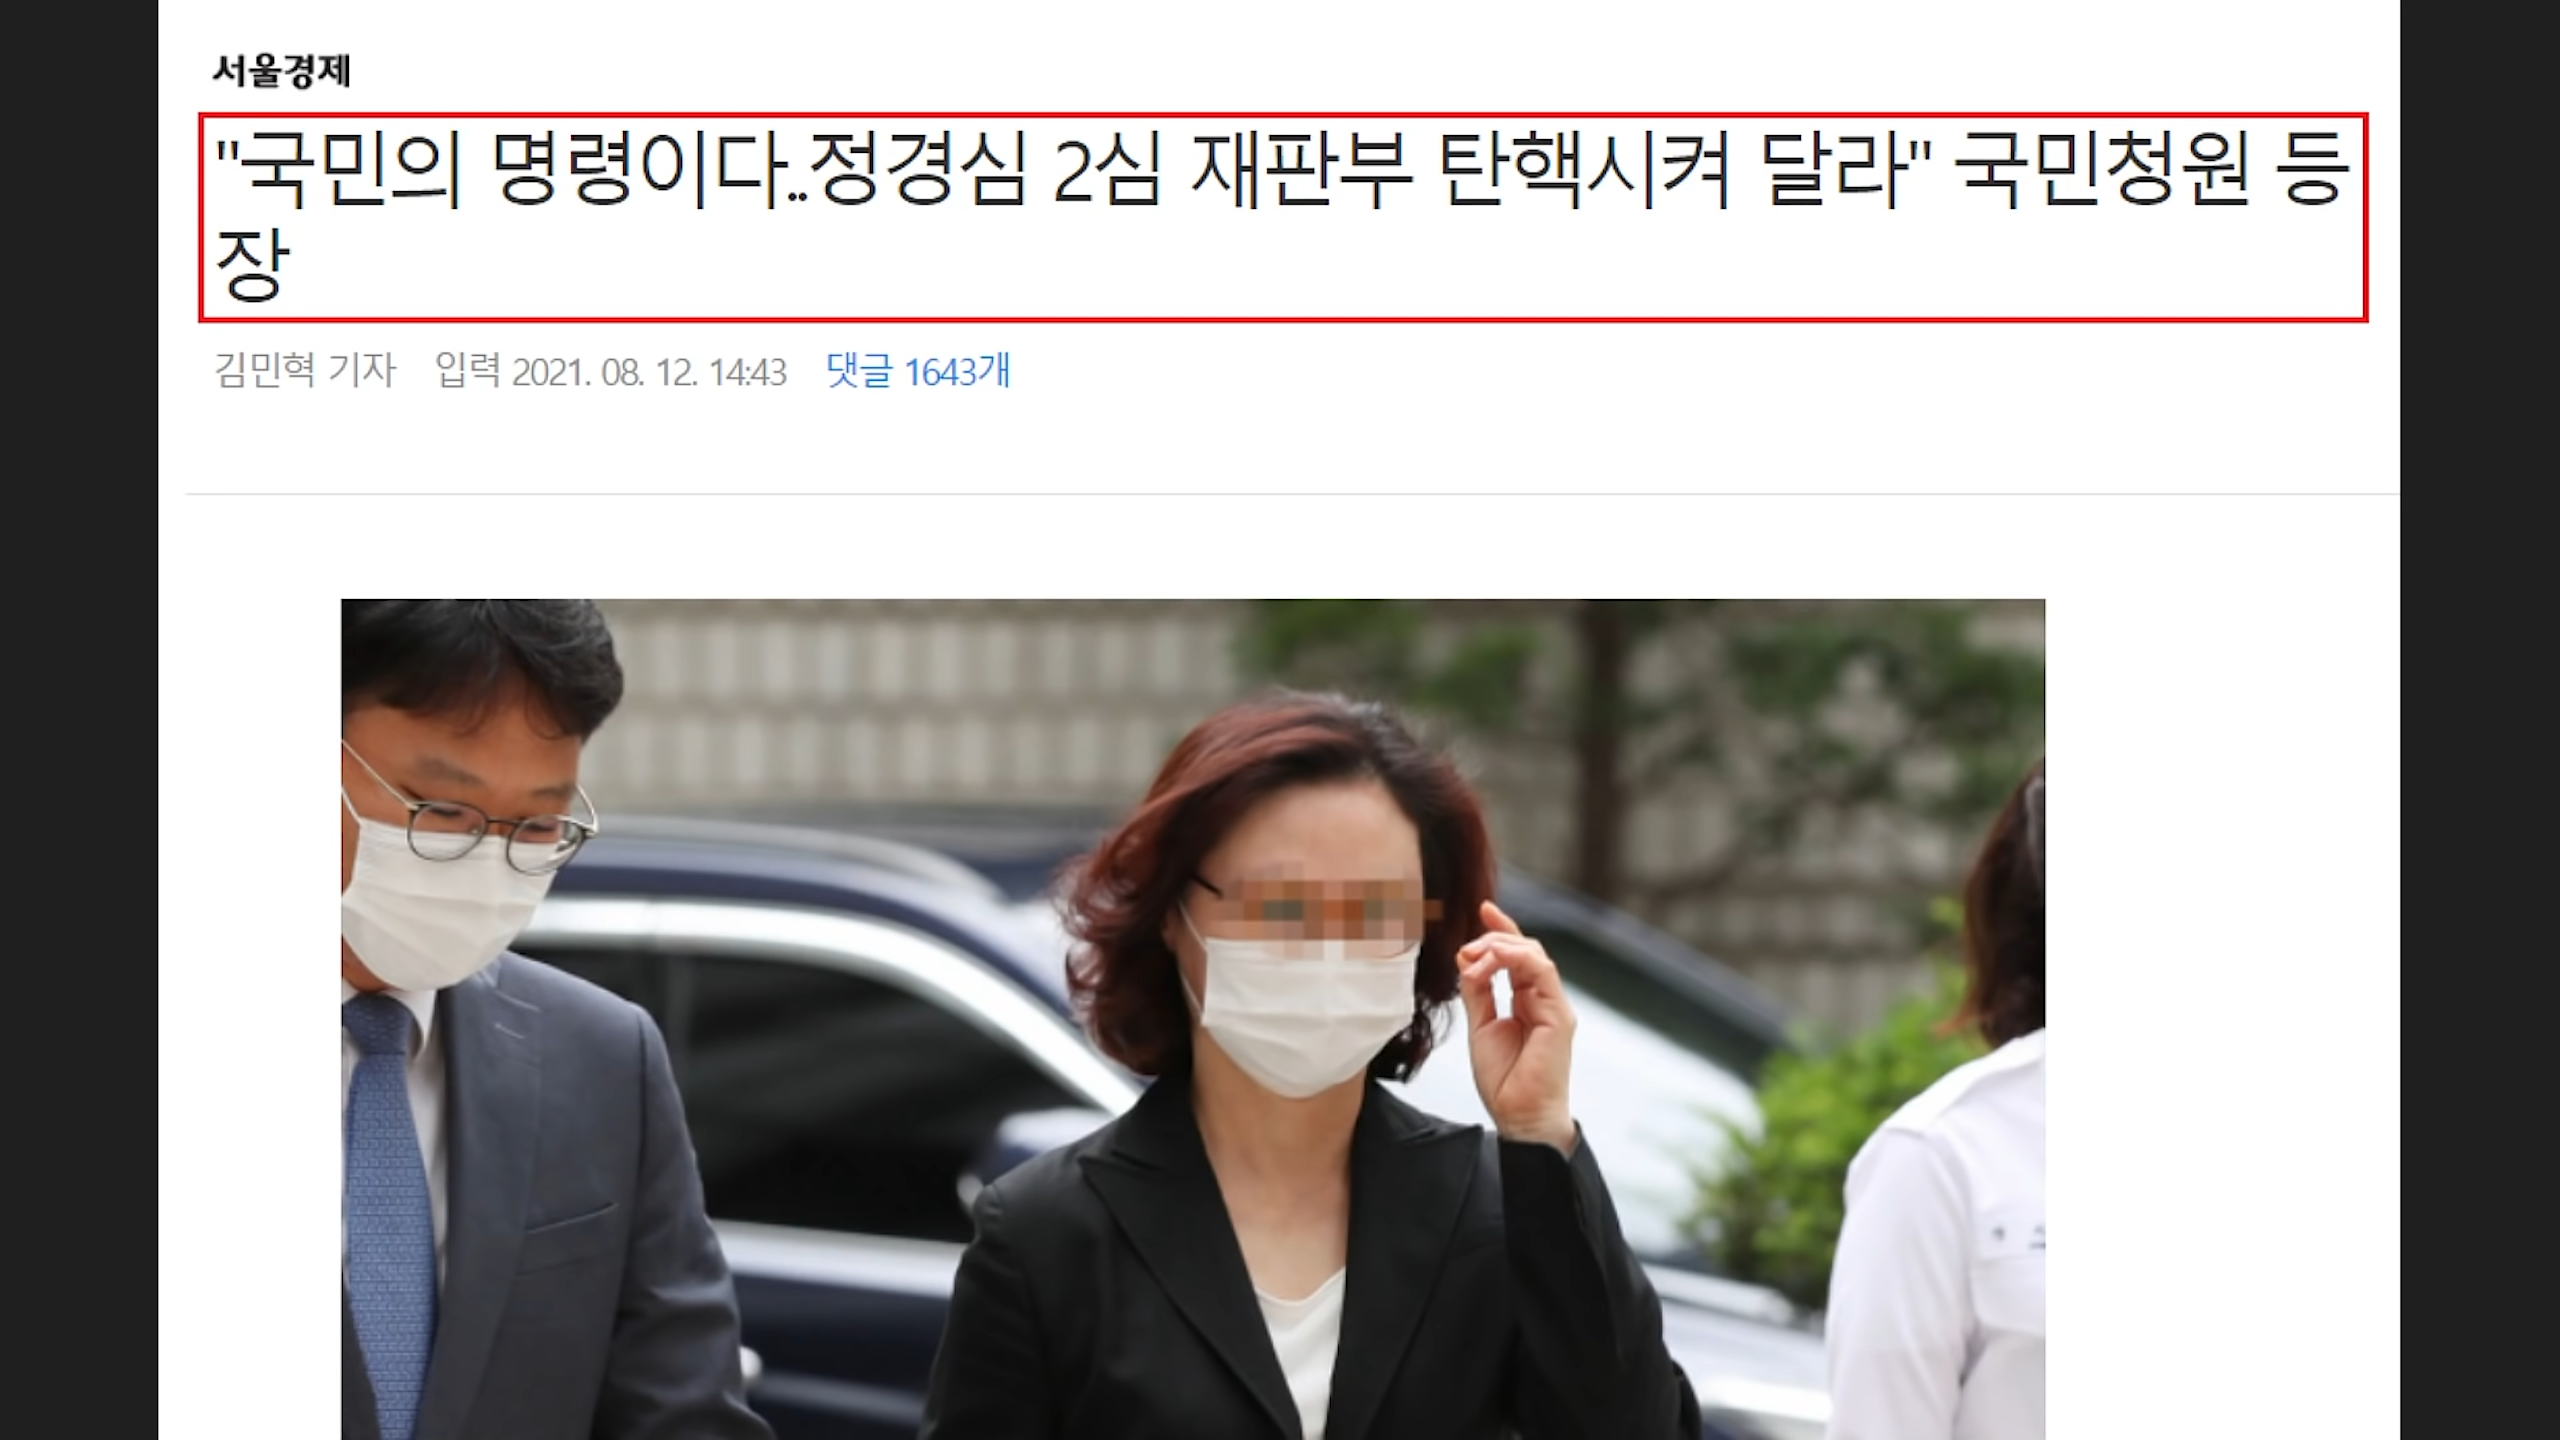 서울경제
"국민의 명령이다..정경심 2심 재판부 탄핵시켜 달라" 국민청원 등
장
김민혁 기자 입력 2021. 08. 12. 14:43 댓글 1643개